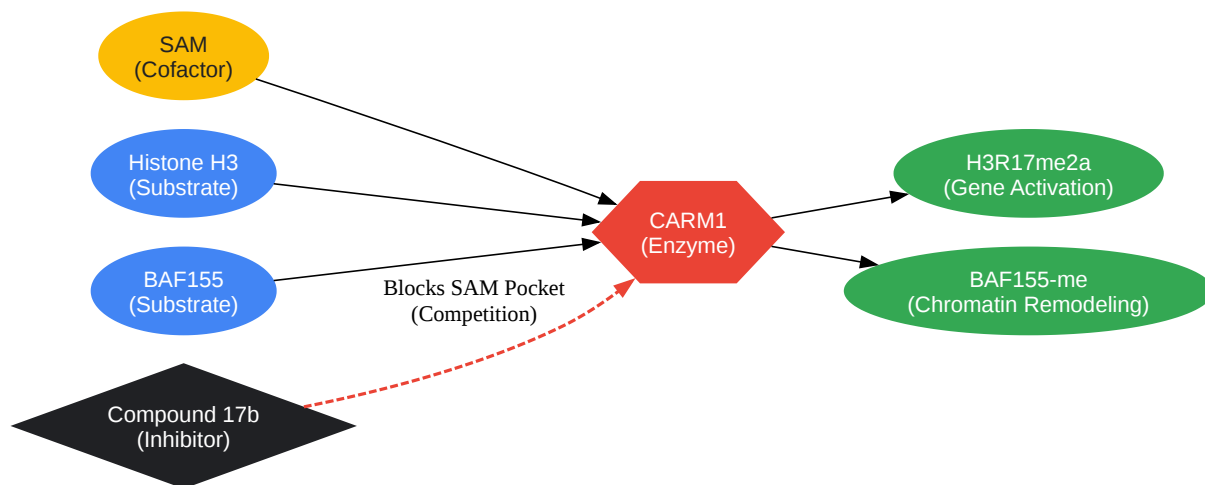 SAM
(Cofactor)
Histone H3
(Substrate)
BAF155
(Substrate)
Compound 17b
(Inhibitor)
Blocks SAM Pocket
(Competition)
CARM1
(Enzyme)
H3R17me2a
(Gene Activation)
BAF155-me
(Chromatin Remodeling)